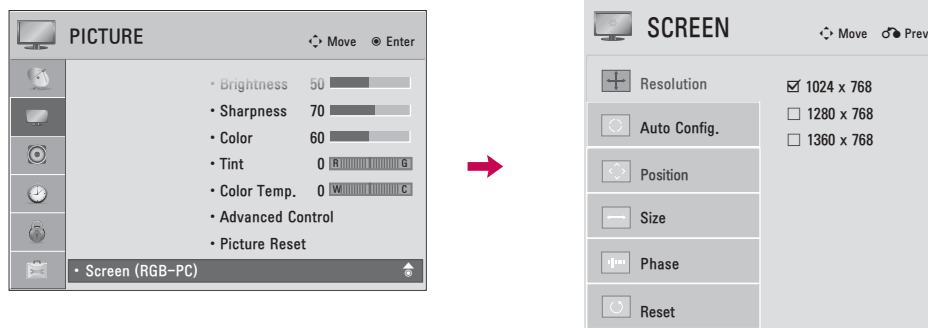 PICTURE
Move Enter
• Brightness 50
• Sharpness 70
• Color 60
• Tint 0 R G
• Color Temp. 0 W C
• Advanced Control
• Picture Reset
• Screen (RGB-PC)
SCREEN
Move Prev
Resolution
Auto Config.
Position
Size
Phase
Reset
1024 x 768
1280 x 768
1360 x 768